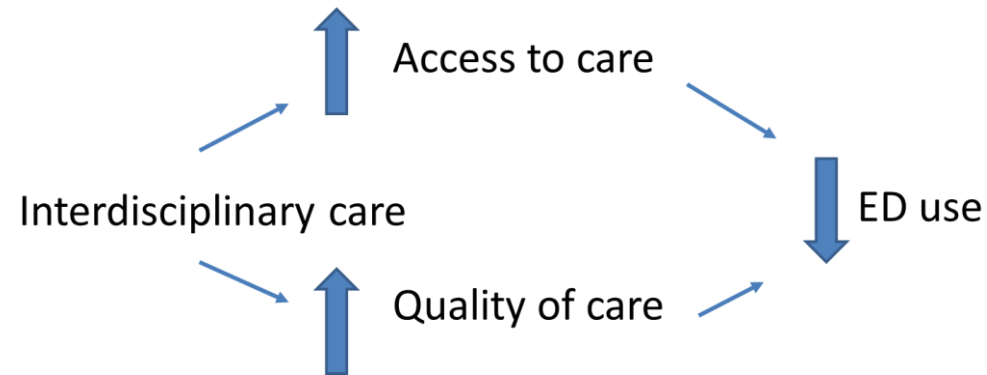 Access to care
Interdisciplinary care
ED use
Quality of care